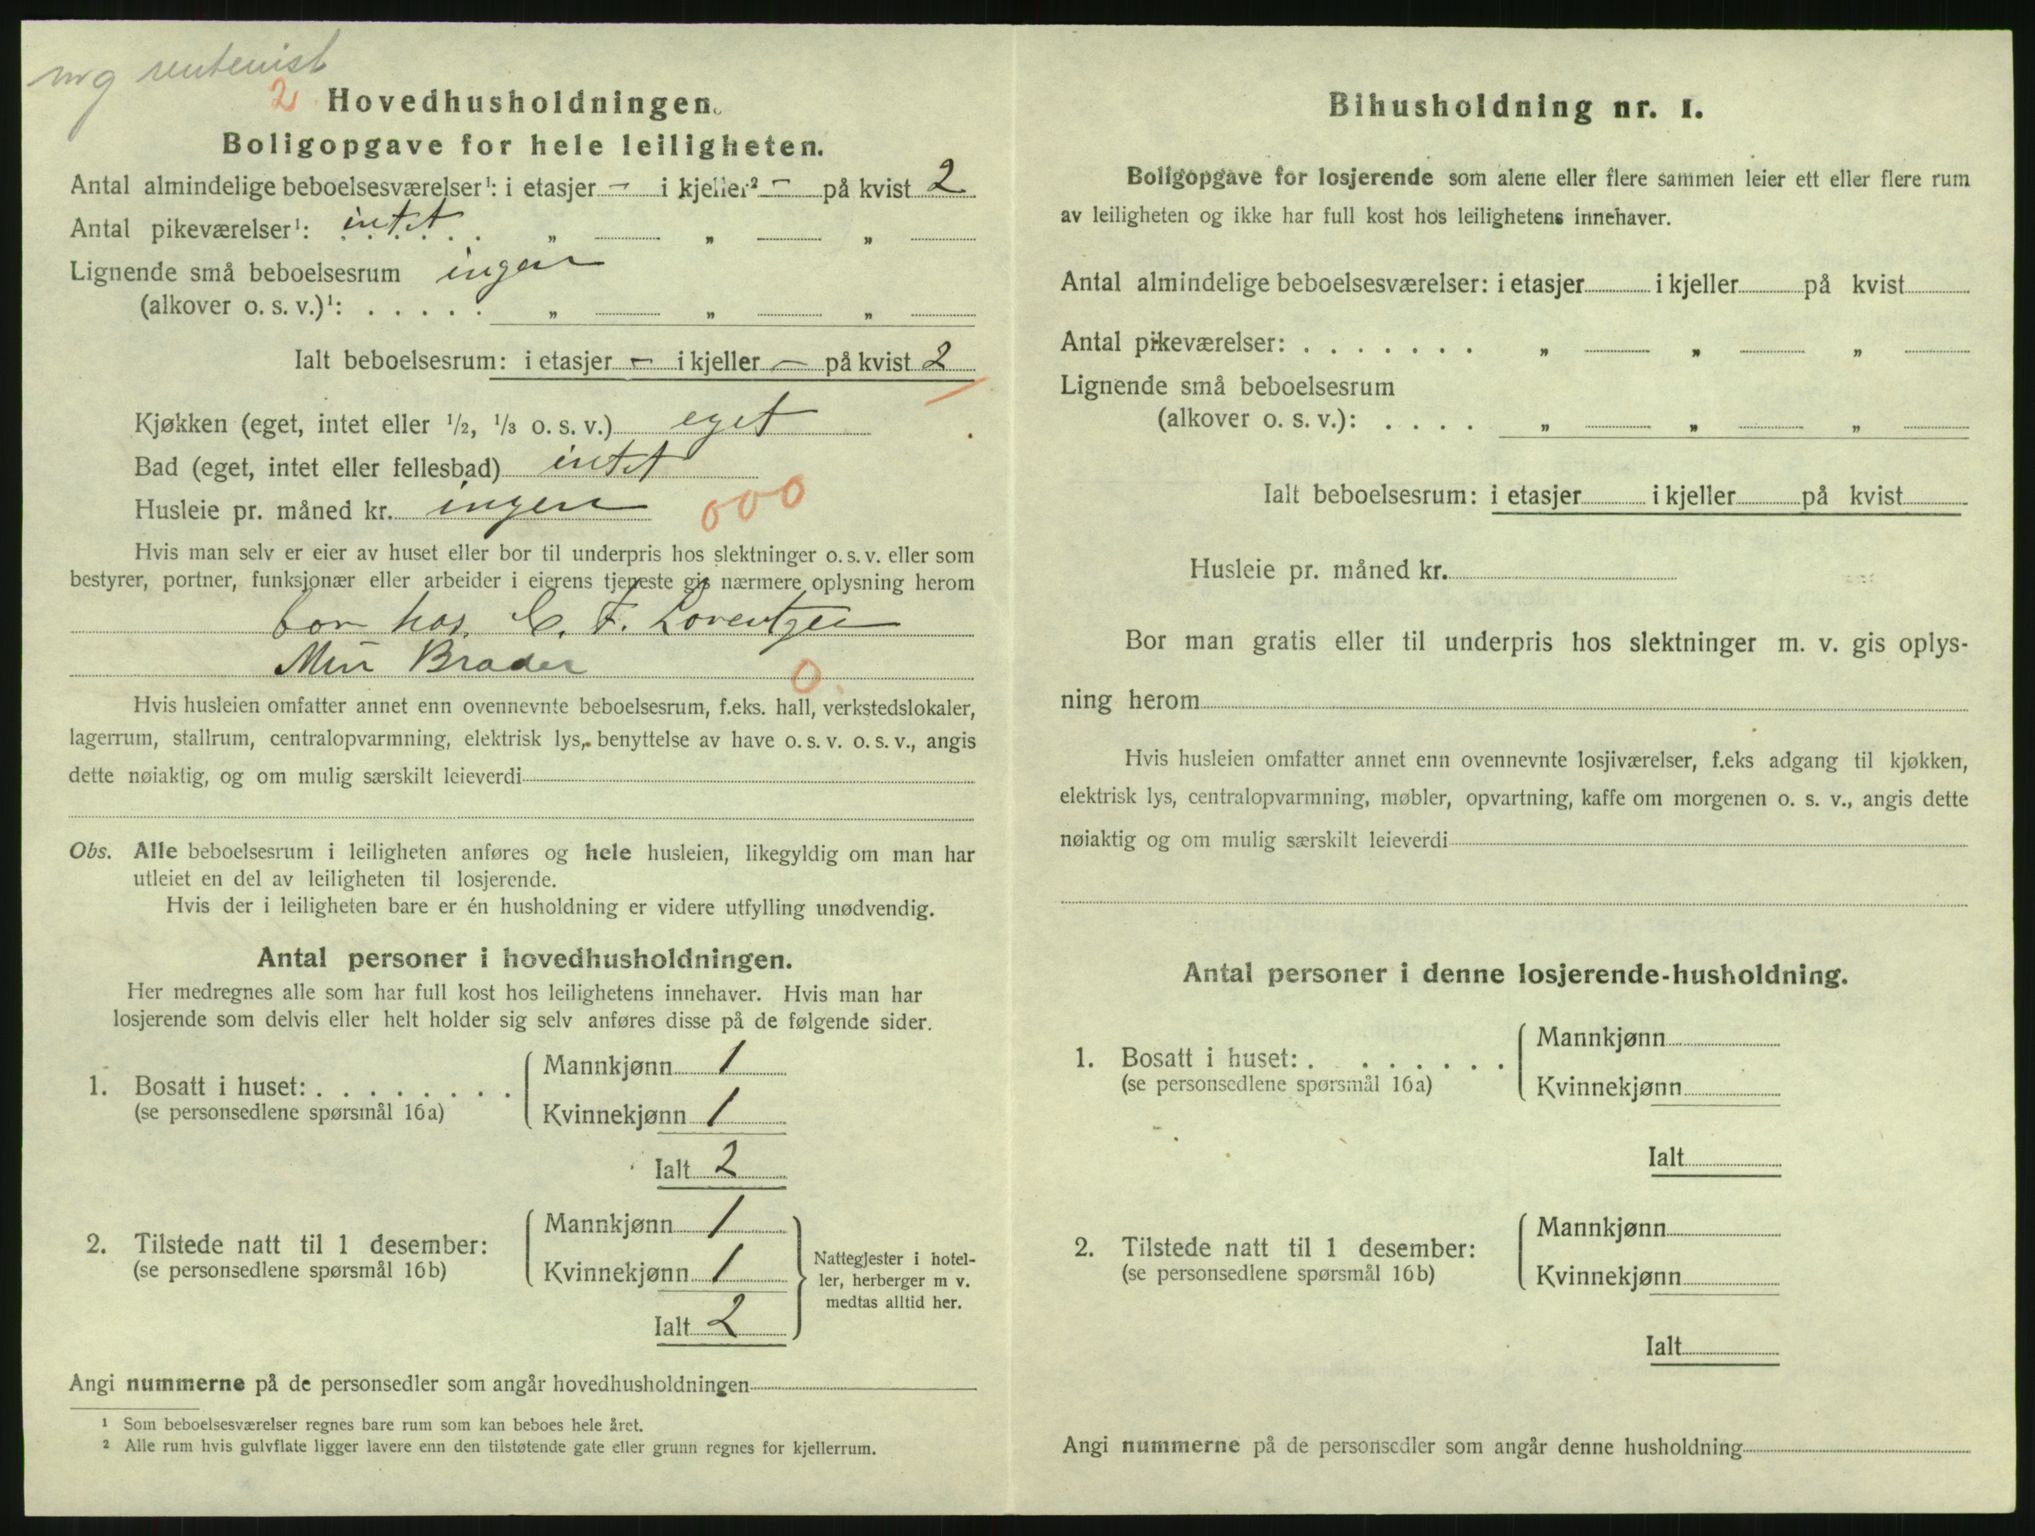 rentenist
2 Hovedhusholdningen.
Boligopgave for hele leiligheten.
Antal almindelige beboelsesværelser¹: i etasjer - i kjeller² - på kvist 2
Antal pikeværelser¹: intet „ „ „
Lignende små beboelsesrum ingen
(alkover o. s. v.)¹: . . . . . „ „ „
Ialt beboelsesrum: i etasjer - i kjeller - på kvist 2
Kjøkken (eget, intet eller ½, ⅓ o. s. v.) eget
Bad (eget, intet eller fellesbad) intet
Husleie pr. måned kr. ingen 000
Hvis man selv er eier av huset eller bor til underpris hos slektninger o. s. v. eller som
bestyrer, portner, funksjonær eller arbeider i eierens tjeneste gis nærmere oplysning herom
bor hos C. F. Lorentzen
Min Broder 0
Hvis husleien omfatter annet enn ovennevnte beboelsesrum, f.eks. hall, verkstedslokaler,
lagerrum, stallrum, centralopvarmning, elektrisk lys, benyttelse av have o. s. v. o. s. v., angis
dette nøiaktig, og om mulig særskilt leieverdi
Obs. Alle beboelsesrum i leiligheten anføres og hele husleien, likegyldig om man har
utleiet en del av leiligheten til losjerende.
Hvis der i leiligheten bare er én husholdning er videre utfylling unødvendig.
Antal personer i hovedhusholdningen.
Her medregnes alle som har full kost hos leilighetens innehaver. Hvis man har
losjerende som delvis eller helt holder sig selv anføres disse på de følgende sider.
Mannkjønn 1
1. Bosatt i huset: . . . . . . . .
(se personsedlene spørsmål 16a)
Kvinnekjønn 1
Ialt 2
Mannkjønn 1
2. Tilstede natt til 1 desember:
(se personsedlene spørsmål 16b)
Kvinnekjønn 1
Ialt 2
Nattegjester i hotel-
ler, herberger m v.
medtas alltid her.
Angi nummerne på de personsedler som angår hovedhusholdningen
¹ Som beboelsesværelser regnes bare rum som kan beboes hele året.
² Alle rum hvis gulvflate ligger lavere enn den tilstøtende gate eller grunn regnes for kjellerrum.
Bihusholdning nr. 1.
Boligopgave for losjerende som alene eller flere sammen leier ett eller flere rum
av leiligheten og ikke har full kost hos leilighetens innehaver.
Antal almindelige beboelsesværelser: i etasjer i kjeller på kvist
Antal pikeværelser: . . . . . . . „ „ „
Lignende små beboelsesrum
(alkover o. s. v.): . . . . „ „ „
Ialt beboelsesrum: i etasjer i kjeller på kvist
Husleie pr. måned kr.
Bor man gratis eller til underpris hos slektninger m. v. gis oplys-
ning herom
Hvis husleien omfatter annet enn ovennevnte losjiværelser, f.eks adgang til kjøkken,
elektrisk lys, centralopvarmning, møbler, opvartning, kaffe om morgenen o. s. v., angis dette
nøiaktig og om mulig særskilt leieverdi
Antal personer i denne losjerende-husholdning.
Mannkjønn
1. Bosatt i huset: . . . . . . .
(se personsedlene spørsmål 16a)
Kvinnekjønn
Ialt
Mannkjønn
2. Tilstede natt til 1 desember:
(se personsedlene spørsmål 16b)
Kvinnekjønn
Ialt
Angi nummerne på de personsedler som angår denne husholdning